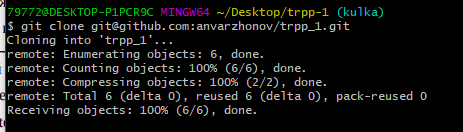 79772@DESKTOP-P1PCR9C MINGW64 ~/Desktop/trpp-1 (kulka)
$ git clone git@github.com:anvarzhonov/trpp_1.git
Cloning into 'trpp_1'...
remote: Enumerating objects: 6, done.
remote: Counting objects: 100% (6/6), done.
remote: Compressing objects: 100% (2/2), done.
remote: Total 6 (delta 0), reused 6 (delta 0), pack-reused 0
Receiving objects: 100% (6/6), done.